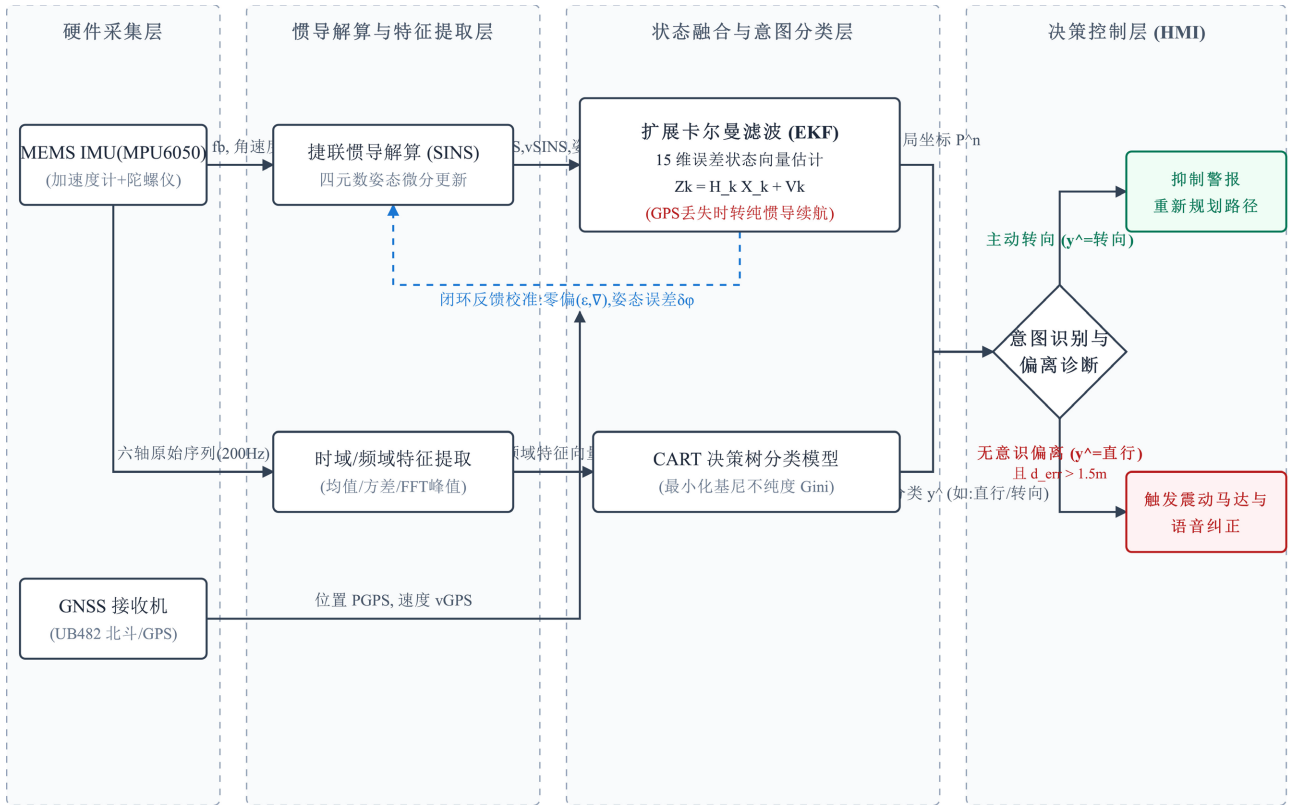 硬件采集层
惯导解算与特征提取层
状态融合与意图分类层
决策控制层 (HMI)
MEMS IMU(MPU6050)
(加速度计+陀螺仪)
fb, 角速
捷联惯导解算 (SINS)
四元数姿态微分更新
,vSINS,
扩展卡尔曼滤波 (EKF)
15 维误差状态向量估计
Zk = H_k X_k + Vk
(GPS丢失时转纯惯导续航)
局坐标 P^n
抑制警报
重新规划路径
主动转向 (y^=转向)
闭环反馈校准:零偏(ε,∇),姿态误差δφ
意图识别与
偏离诊断
六轴原始序列(200Hz)
时域/频域特征提取
(均值/方差/FFT峰值)
域特征向量
CART 决策树分类模型
(最小化基尼不纯度 Gini)
类 y^ (如:直行/转向)
无意识偏离 (y^=直行)
且 d_err > 1.5m
触发震动马达与
语音纠正
GNSS 接收机
(UB482 北斗/GPS)
位置 PGPS, 速度 vGPS